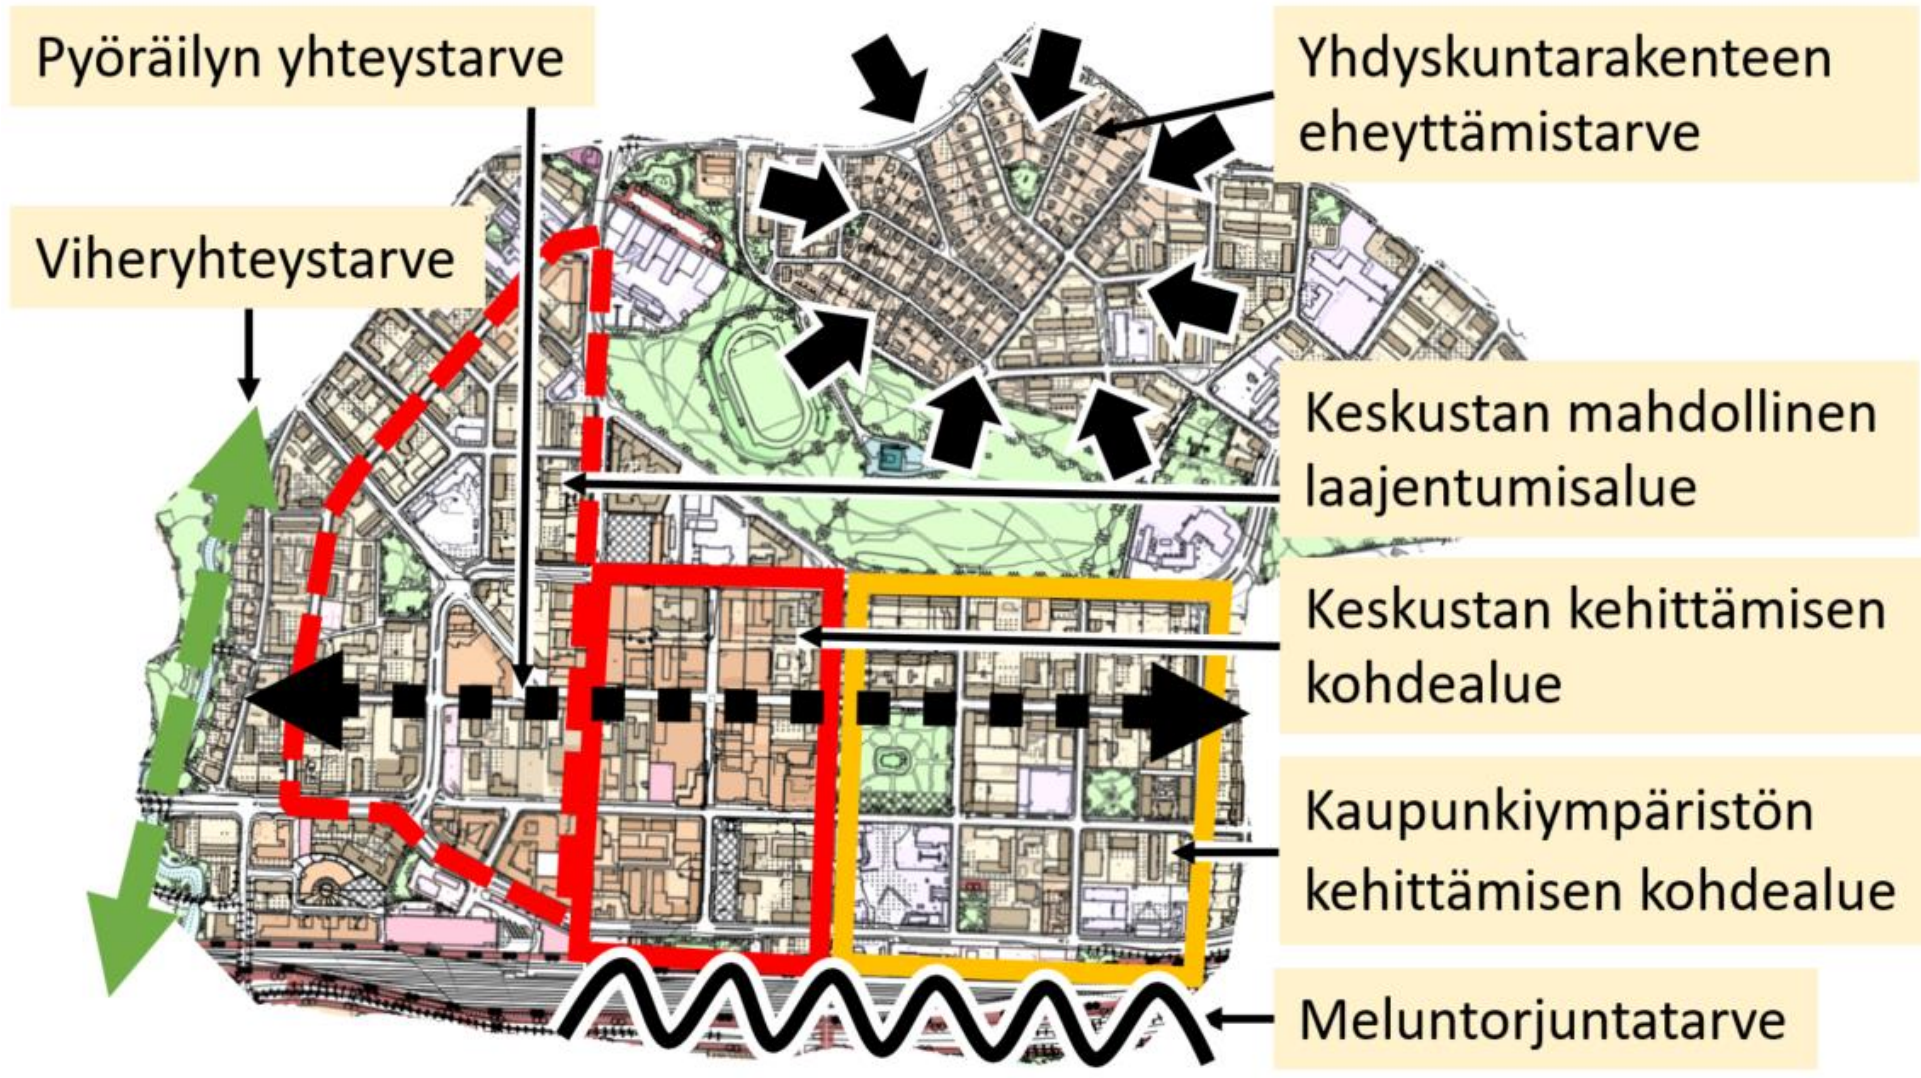 Pyöräilyn yhteystarve
Viheryhteystarve
Yhdyskuntarakenteen
eheyttämistarve
Keskustan mahdollinen
laajentumisalue
Keskustan kehittämisen
kohdealue
Kaupunkiympäristön
kehittämisen kohdealue
Meluntorjuntatarve